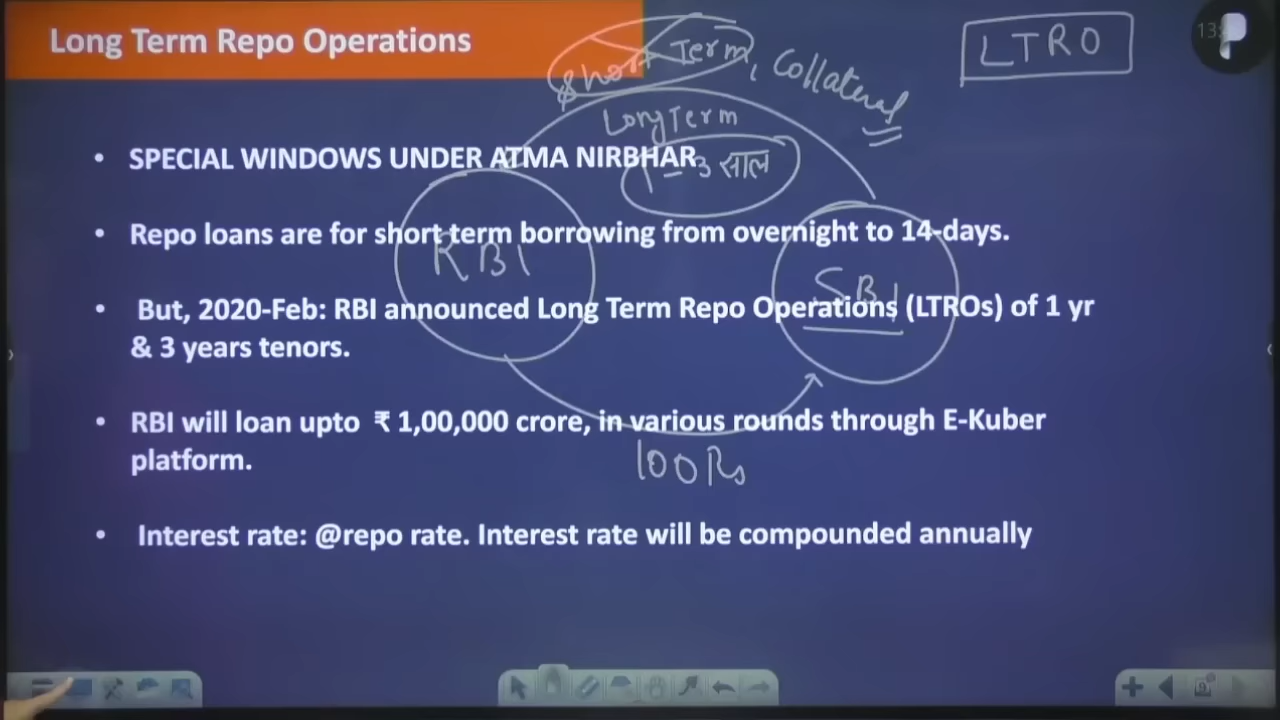 Long Term Repo Operations
Short Term, Collateral
LTRO
Long Term
1-3 साल
• SPECIAL WINDOWS UNDER ATMA NIRBHAR
• Repo loans are for short term borrowing from overnight to 14-days.
RBI
SBI
• But, 2020-Feb: RBI announced Long Term Repo Operations (LTROs) of 1 yr
& 3 years tenors.
• RBI will loan upto ₹ 1,00,000 crore, in various rounds through E-Kuber
platform.
100 Rs
• Interest rate: @repo rate. Interest rate will be compounded annually